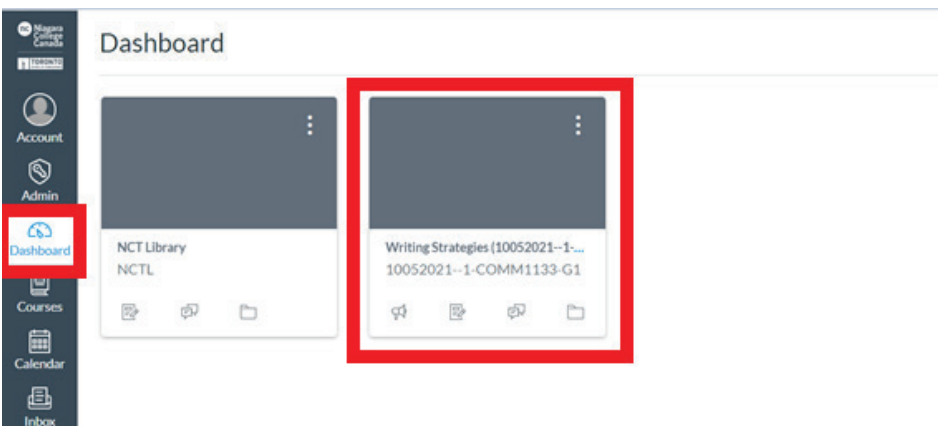 Niagara
College
Canada
TORONTO
Account
Admin
Dashboard
Courses
Calendar
Inbox
Dashboard
NCT Library
NCTL
Writing Strategies (10052021--1-...
10052021--1-COMM1133-G1